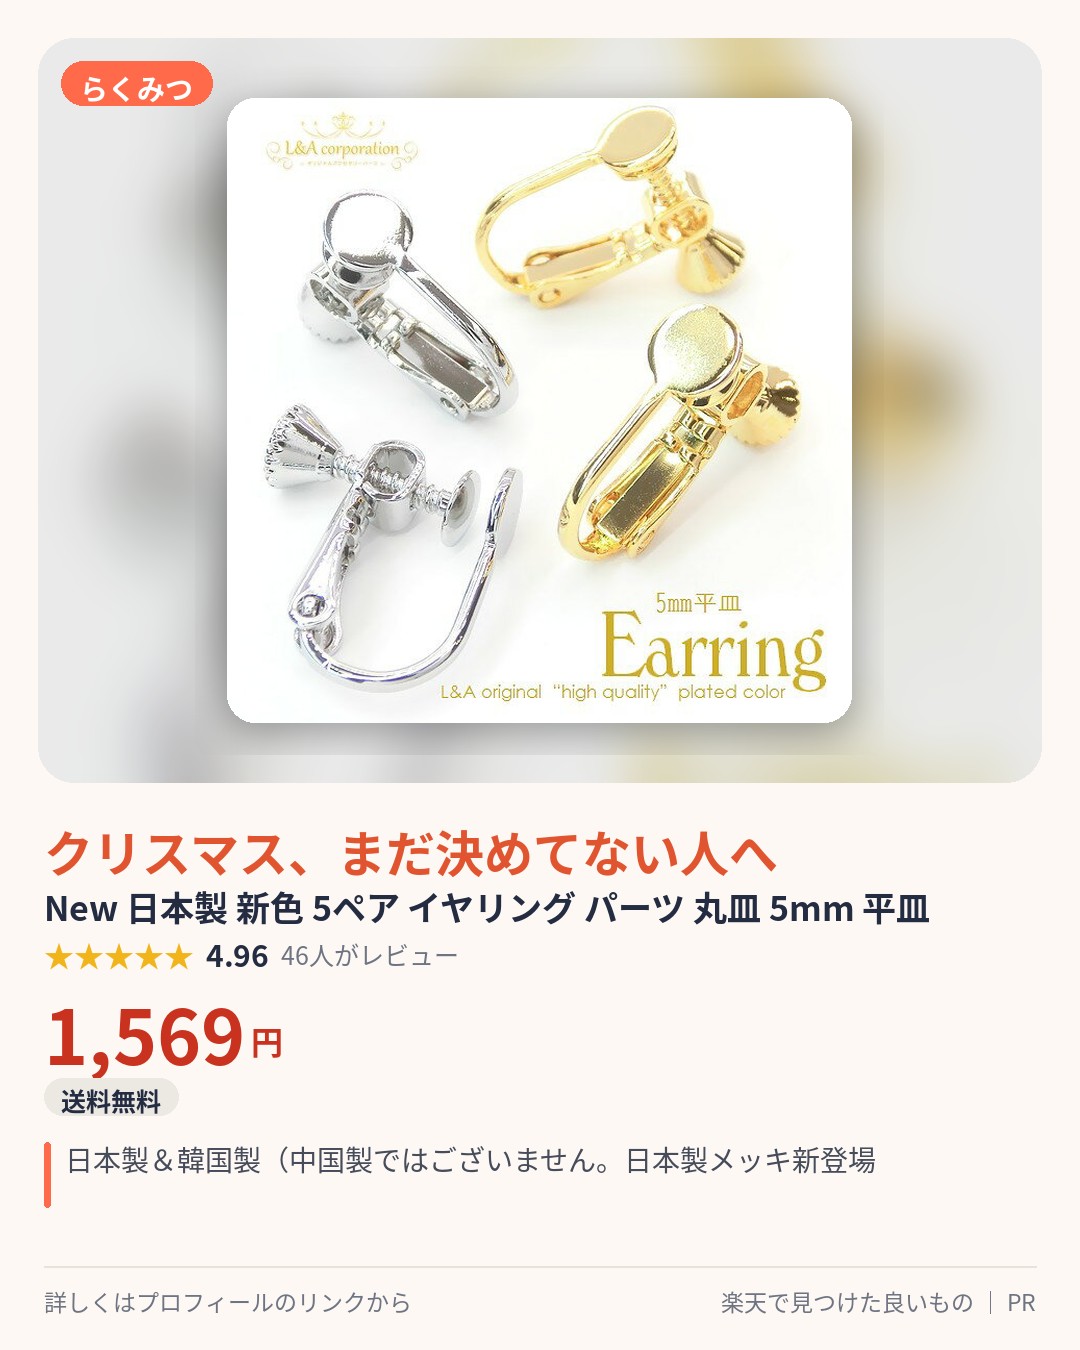 らくみつ
L&A corporation
5mm平皿
Earring
L&A original “high quality” plated color
クリスマス、まだ決めてない人へ
New 日本製 新色 5ペア イヤリング パーツ 丸皿 5mm 平皿
★★★★★ 4.96 46人がレビュー
1,569円
送料無料
日本製＆韓国製（中国製ではございません。日本製メッキ新登場
詳しくはプロフィールのリンクから
楽天で見つけた良いもの｜PR